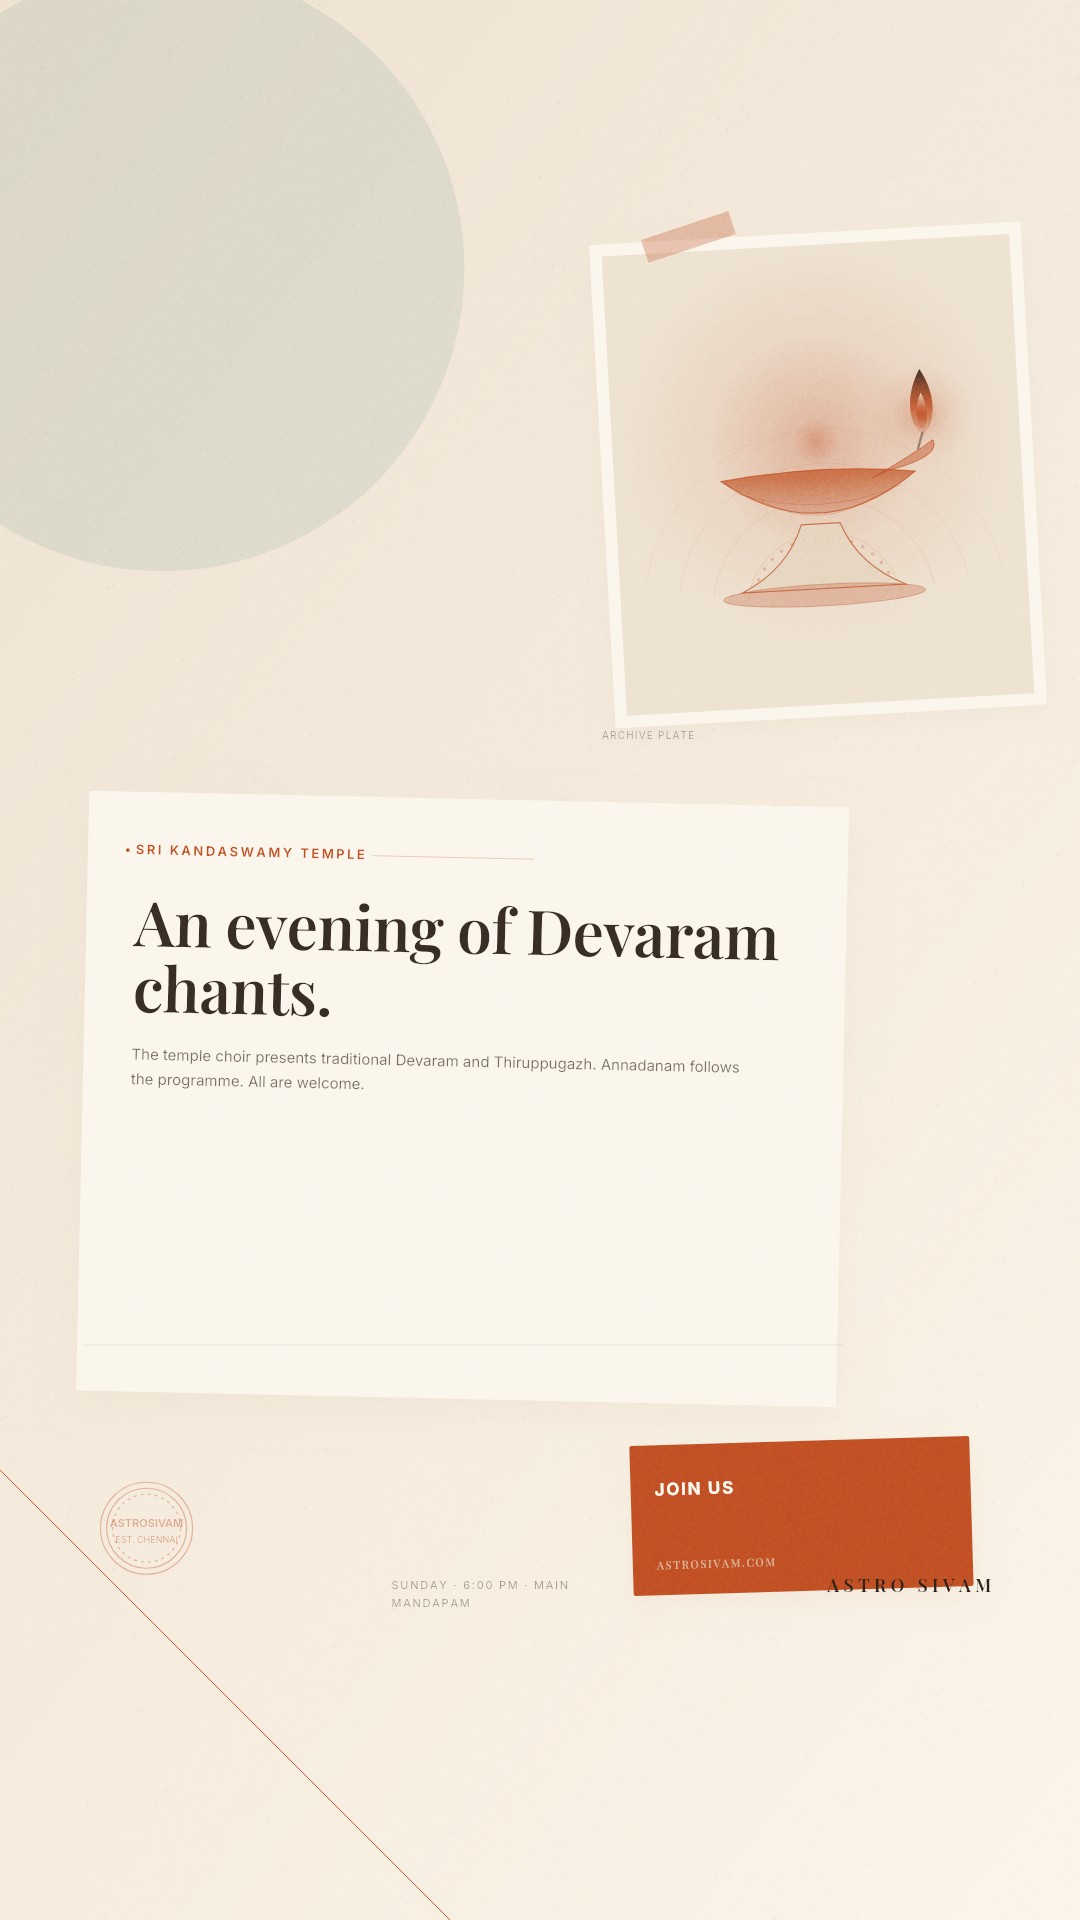 ARCHIVE PLATE
• SRI KANDASWAMY TEMPLE
An evening of Devaram
chants.
The temple choir presents traditional Devaram and Thiruppugazh. Annadanam follows
the programme. All are welcome.
JOIN US
ASTROSIVAM.COM
ASTROSIVAM
EST. CHENNAI
SUNDAY · 6:00 PM · MAIN
MANDAPAM
ASTRO SIVAM